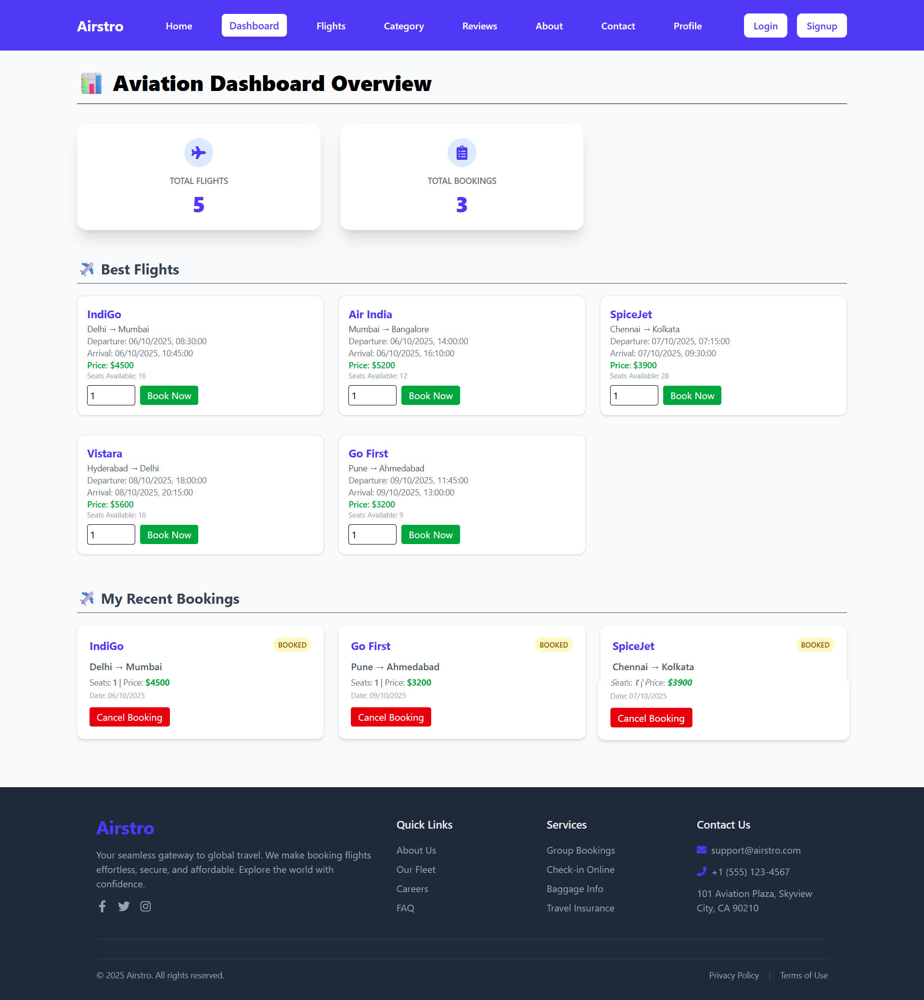 Airstro Home Dashboard Flights Category Reviews About Contact Profile Login Signup
Aviation Dashboard Overview
TOTAL FLIGHTS
5
TOTAL BOOKINGS
3
Best Flights
IndiGo
Delhi → Mumbai
Departure: 06/10/2025, 08:30:00
Arrival: 06/10/2025, 10:45:00
Price: $4500
Seats Available: 16
1 Book Now
Air India
Mumbai → Bangalore
Departure: 06/10/2025, 14:00:00
Arrival: 06/10/2025, 16:10:00
Price: $5200
Seats Available: 12
1 Book Now
SpiceJet
Chennai → Kolkata
Departure: 07/10/2025, 07:15:00
Arrival: 07/10/2025, 09:30:00
Price: $3900
Seats Available: 28
1 Book Now
Vistara
Hyderabad → Delhi
Departure: 08/10/2025, 18:00:00
Arrival: 08/10/2025, 20:15:00
Price: $5600
Seats Available: 16
1 Book Now
Go First
Pune → Ahmedabad
Departure: 09/10/2025, 11:45:00
Arrival: 09/10/2025, 13:00:00
Price: $3200
Seats Available: 9
1 Book Now
My Recent Bookings
IndiGo BOOKED
Delhi → Mumbai
Seats: 1 | Price: $4500
Date: 06/10/2025
Cancel Booking
Go First BOOKED
Pune → Ahmedabad
Seats: 1 | Price: $3200
Date: 09/10/2025
Cancel Booking
SpiceJet BOOKED
Chennai → Kolkata
Seats: 1 | Price: $3900
Date: 07/10/2025
Cancel Booking
Airstro
Your seamless gateway to global travel. We make booking flights
effortless, secure, and affordable. Explore the world with
confidence.
Quick Links
About Us
Our Fleet
Careers
FAQ
Services
Group Bookings
Check-in Online
Baggage Info
Travel Insurance
Contact Us
support@airstro.com
+1 (555) 123-4567
101 Aviation Plaza, Skyview
City, CA 90210
© 2025 Airstro. All rights reserved.
Privacy Policy | Terms of Use